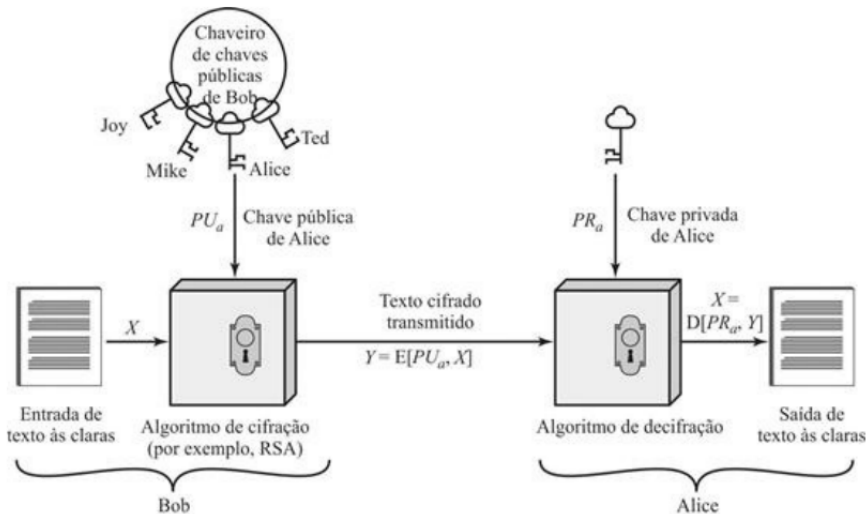 Chaveiro
de chaves
públicas
de Bob
Joy
Mike
Alice
Ted
PUₐ
Chave pública
de Alice
PRₐ
Chave privada
de Alice
X
Texto cifrado
transmitido
Y = E[PUₐ, X]
X =
D[PRₐ, Y]
Entrada de
texto às claras
Algoritmo de cifração
(por exemplo, RSA)
Algoritmo de decifração
Saída de
texto às claras
Bob
Alice